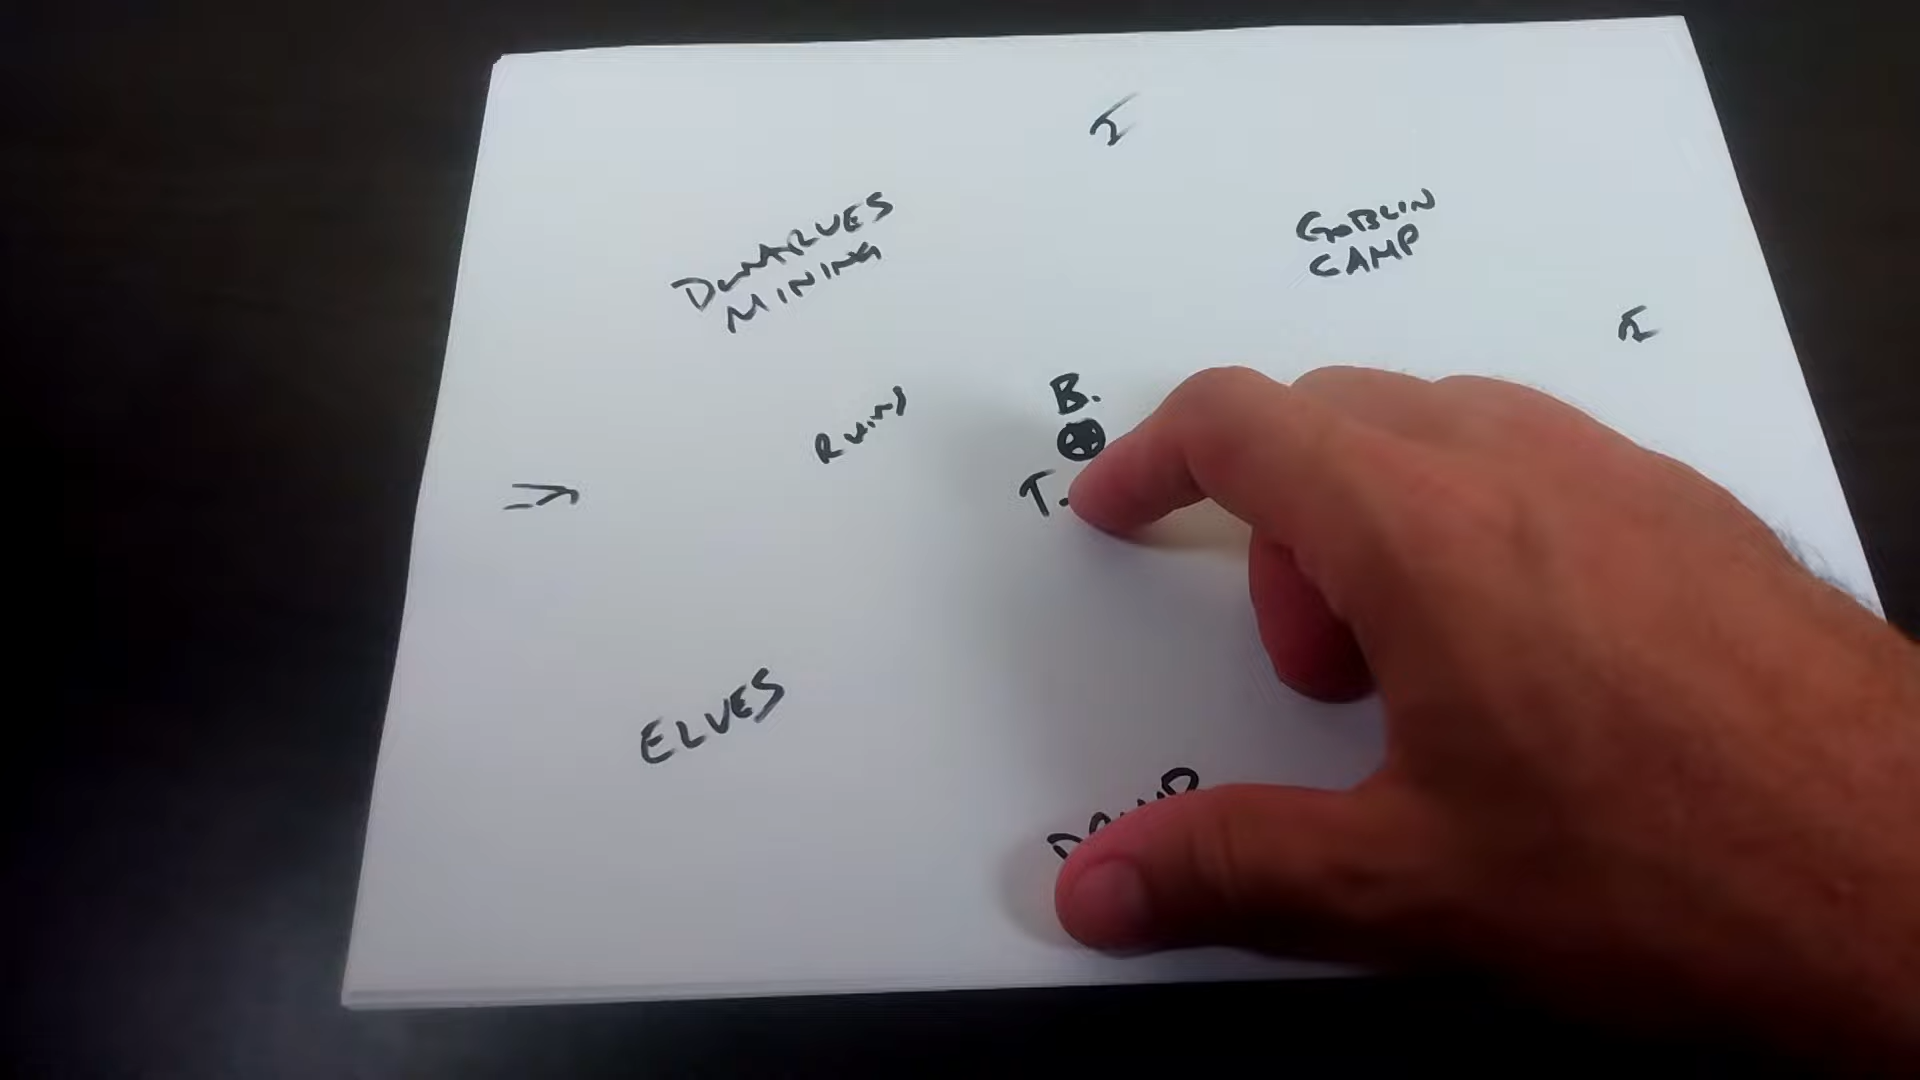 DWARVES
MINING
GOBLIN
CAMP
B.
RUINS
T.
ELVES